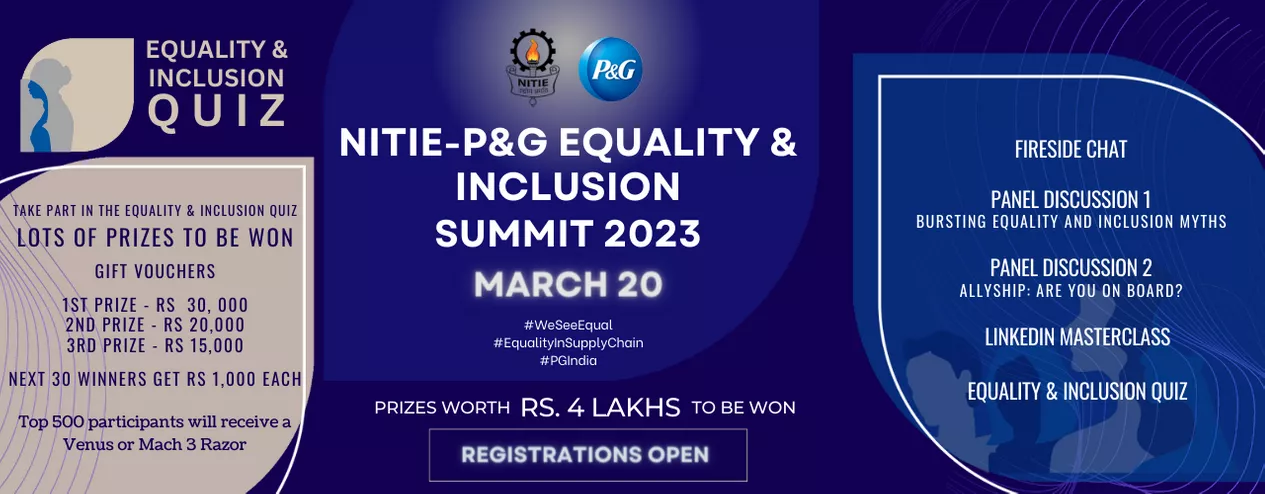 EQUALITY &
INCLUSION
QUIZ
TAKE PART IN THE EQUALITY & INCLUSION QUIZ
LOTS OF PRIZES TO BE WON
GIFT VOUCHERS
1ST PRIZE - RS 30, 000
2ND PRIZE - RS 20,000
3RD PRIZE - RS 15,000
NEXT 30 WINNERS GET RS 1,000 EACH
Top 500 participants will receive a
Venus or Mach 3 Razor
NITIE
P&G
NITIE-P&G EQUALITY &
INCLUSION
SUMMIT 2023
MARCH 20
#WeSeeEqual
#EqualityInSupplyChain
#PGIndia
PRIZES WORTH RS. 4 LAKHS TO BE WON
REGISTRATIONS OPEN
FIRESIDE CHAT
PANEL DISCUSSION 1
BURSTING EQUALITY AND INCLUSION MYTHS
PANEL DISCUSSION 2
ALLYSHIP: ARE YOU ON BOARD?
LINKEDIN MASTERCLASS
EQUALITY & INCLUSION QUIZ